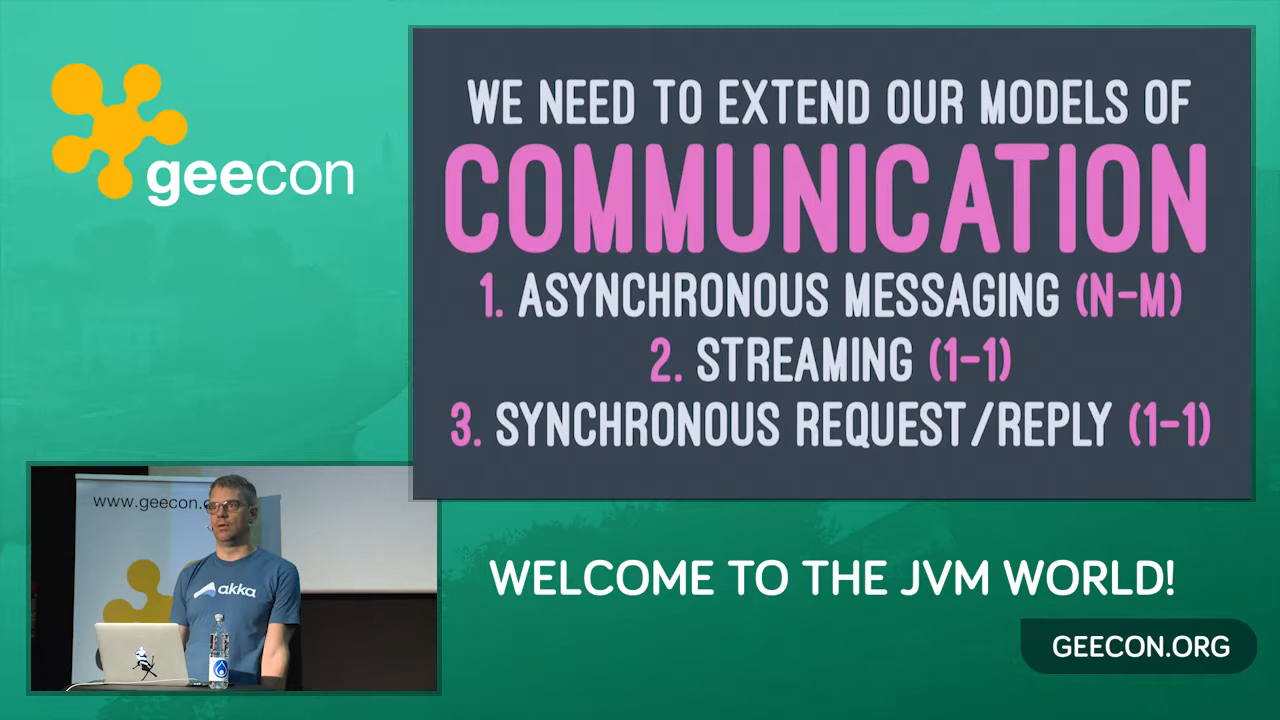 geecon
WE NEED TO EXTEND OUR MODELS OF
COMMUNICATION
1. ASYNCHRONOUS MESSAGING (N-M)
2. STREAMING (1-1)
3. SYNCHRONOUS REQUEST/REPLY (1-1)
www.geecon.
akka
WELCOME TO THE JVM WORLD!
GEECON.ORG